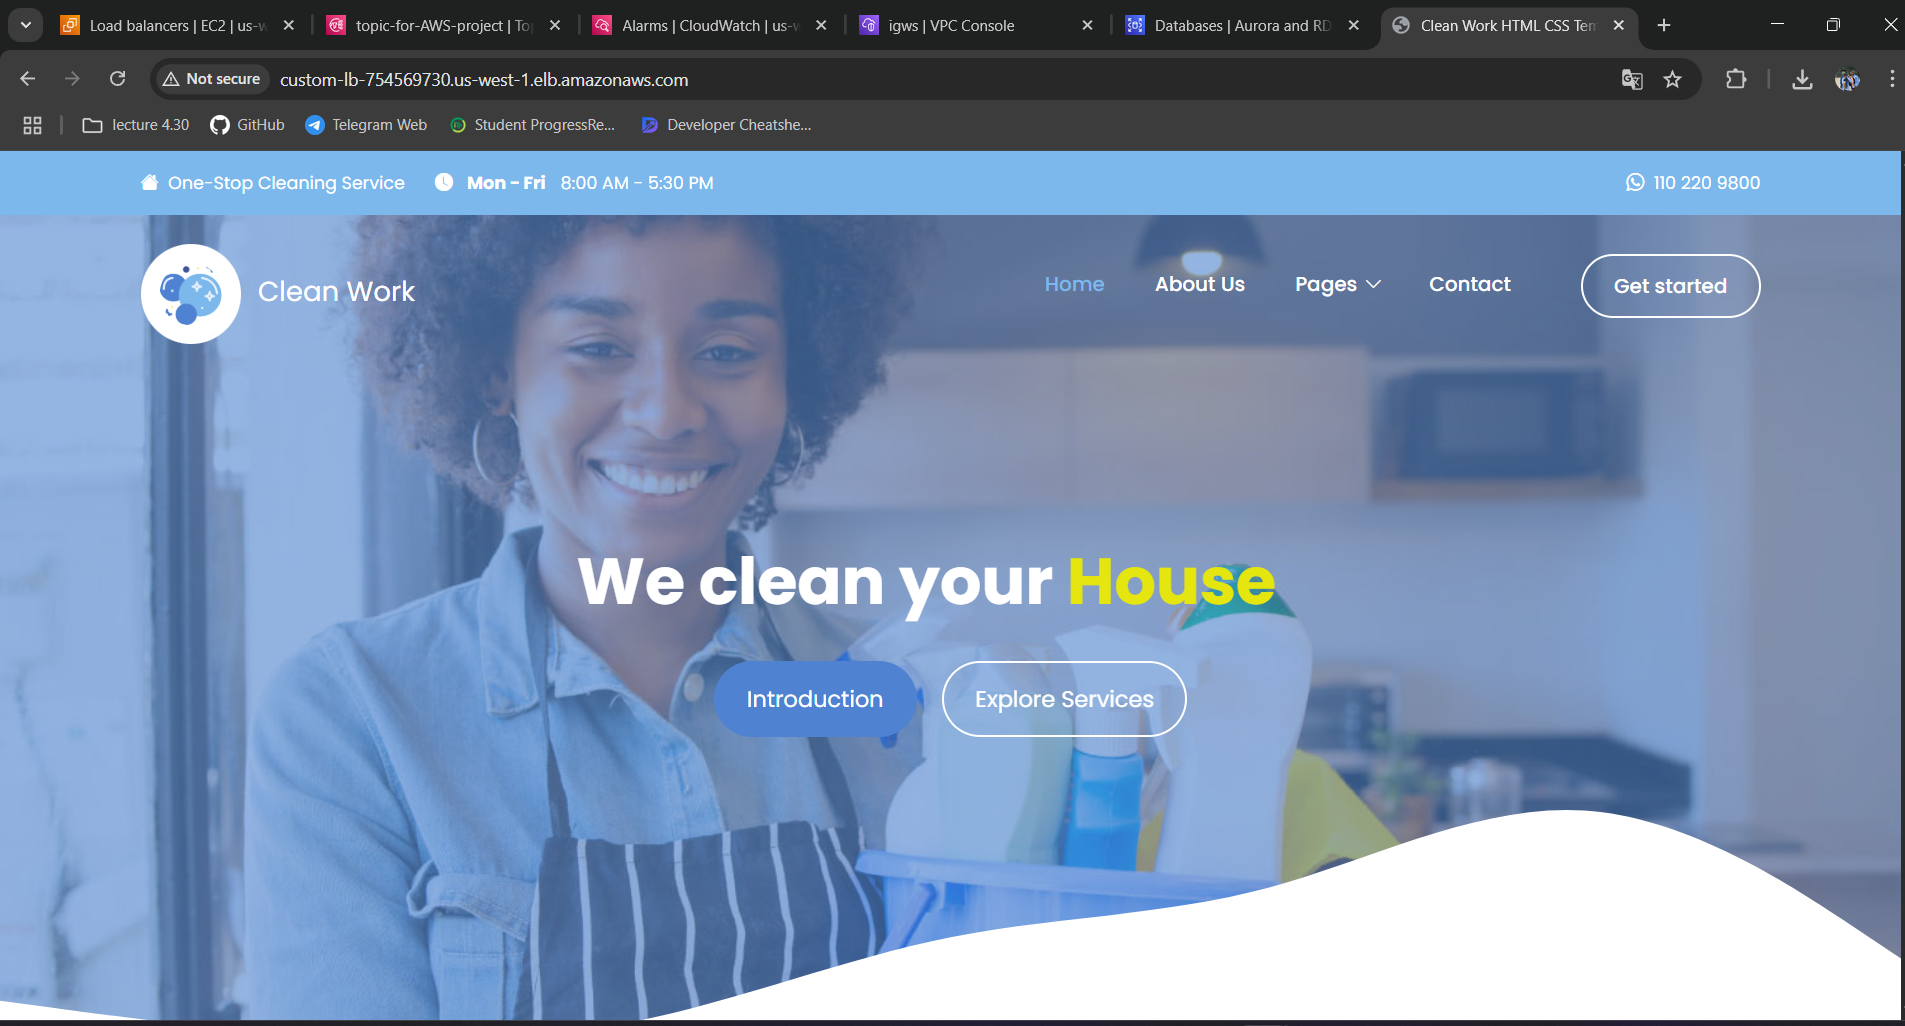 Load balancers | EC2 | us-w
topic-for-AWS-project | To
Alarms | CloudWatch | us-w
igws | VPC Console
Databases | Aurora and RD
Clean Work HTML CSS Tem
Not secure
custom-lb-754569730.us-west-1.elb.amazonaws.com
lecture 4.30
GitHub
Telegram Web
Student ProgressRe...
Developer Cheatshe...
One-Stop Cleaning Service
Mon - Fri 8:00 AM - 5:30 PM
110 220 9800
Clean Work
Home
About Us
Pages
Contact
Get started
We clean your House
Introduction
Explore Services